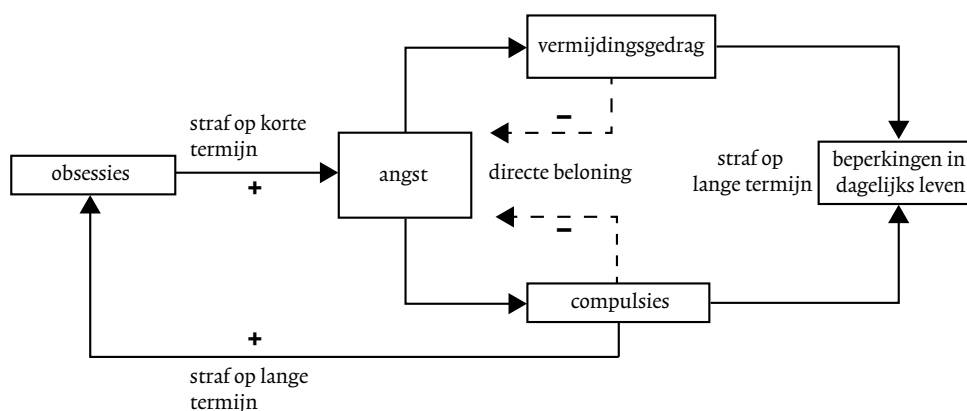 vermijdingsgedrag
straf op korte
termijn
+
–
obsessies
angst
directe beloning
straf op
lange termijn
beperkingen in
dagelijks leven
–
compulsies
+
straf op lange
termijn